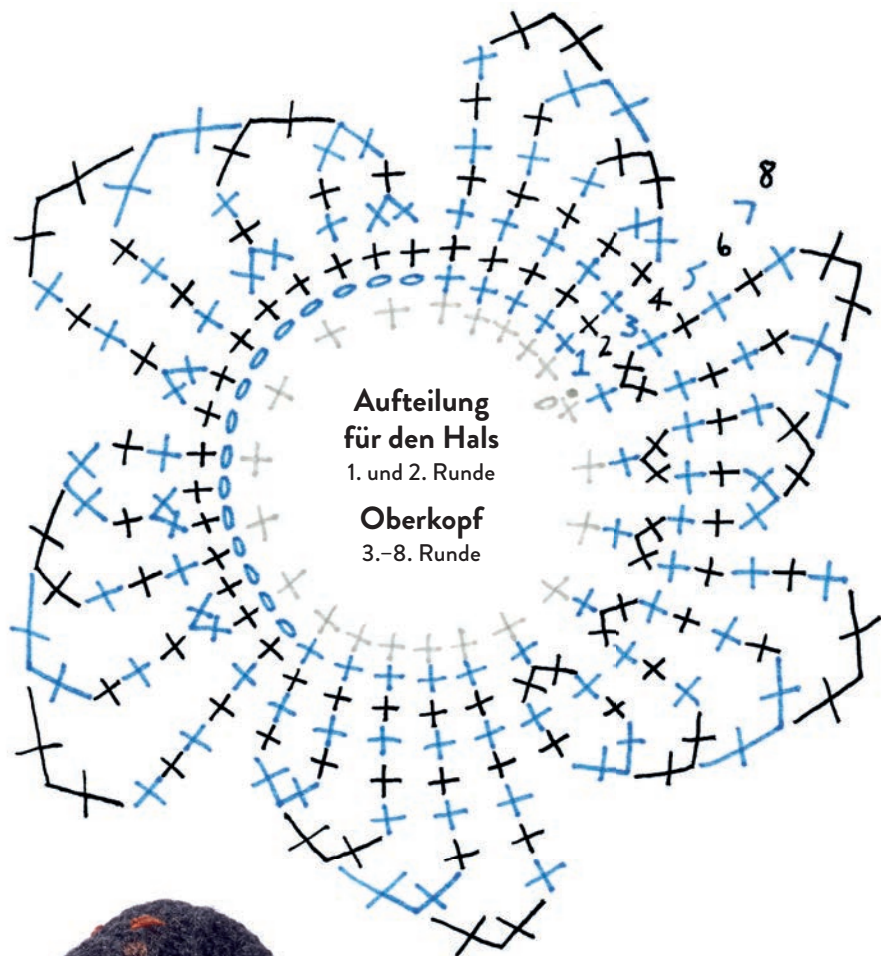 Aufteilung
für den Hals
1. und 2. Runde
Oberkopf
3.–8. Runde
1
2
3
4
5
6
7
8